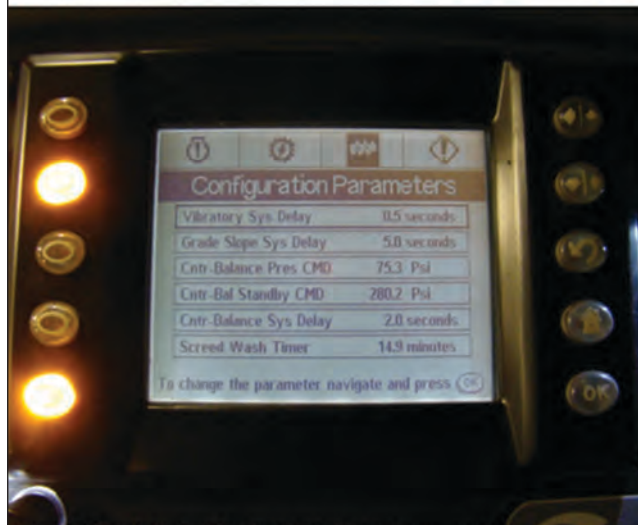 Configuration Parameters
Vibratory Sys Delay 0.5 seconds
Grade Slope Sys Delay 5.0 seconds
Cntr-Balance Pres CMD 75.3 Psi
Cntr-Bal Standby CMD 280.2 Psi
Cntr-Balance Sys Delay 2.0 seconds
Screed Wash Timer 14.9 minutes
To change the parameter navigate and press OK
OK